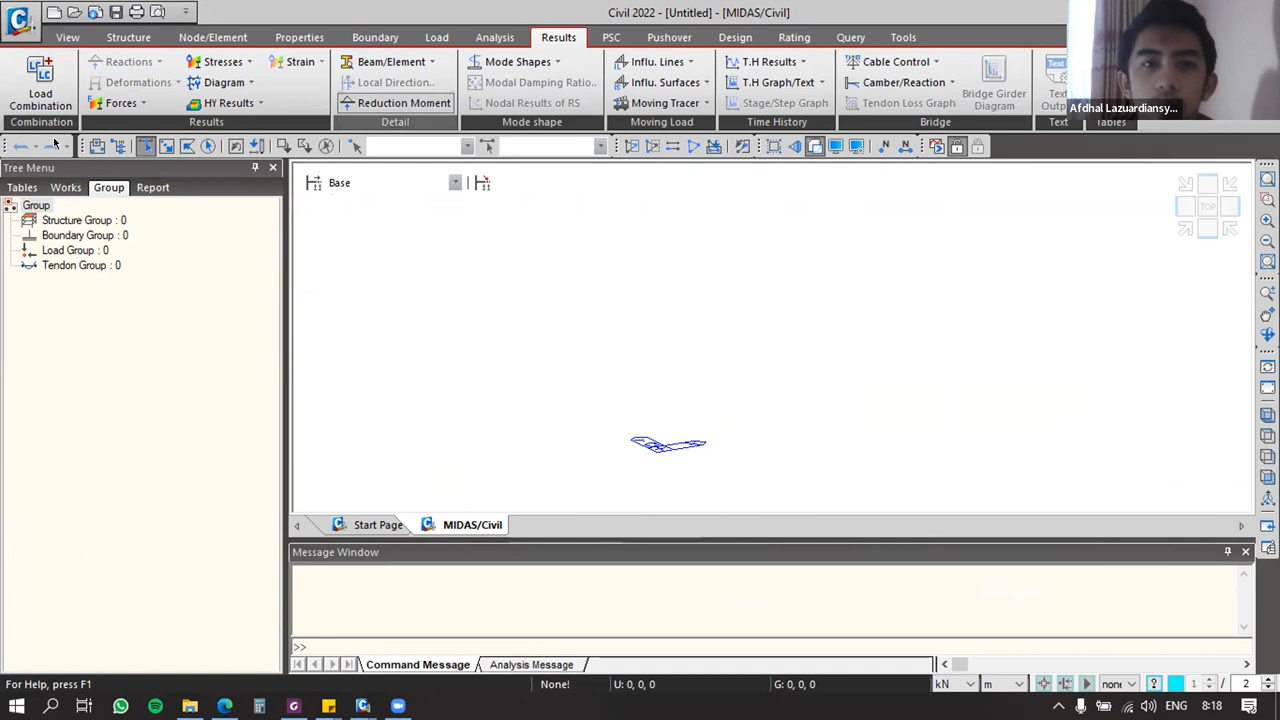 Civil 2022 - [Untitled] - [MIDAS/Civil]
View Structure Node/Element Properties Boundary Load Analysis Results PSC Pushover Design Rating Query Tools
Load Combination
Combination
Reactions Stresses Strain
Deformations Diagram
Forces HY Results
Results
Beam/Element
Local Direction..
Reduction Moment
Detail
Mode Shapes
Modal Damping Ratio..
Nodal Results of RS
Mode shape
Influ. Lines
Influ. Surfaces
Moving Tracer
Moving Load
T.H Results
T.H Graph/Text
Stage/Step Graph
Time History
Cable Control
Camber/Reaction
Tendon Loss Graph
Bridge Girder Diagram
Bridge
Text
Text
Tables
Afdhal Lazuardiansy...
Tree Menu
Tables Works Group Report
Group
Structure Group : 0
Boundary Group : 0
Load Group : 0
Tendon Group : 0
Base
TOP
Start Page MIDAS/Civil
Message Window
>>
Command Message Analysis Message
For Help, press F1 None! U: 0, 0, 0 G: 0, 0, 0 kN m none ? 1 / 2
ENG 8:18